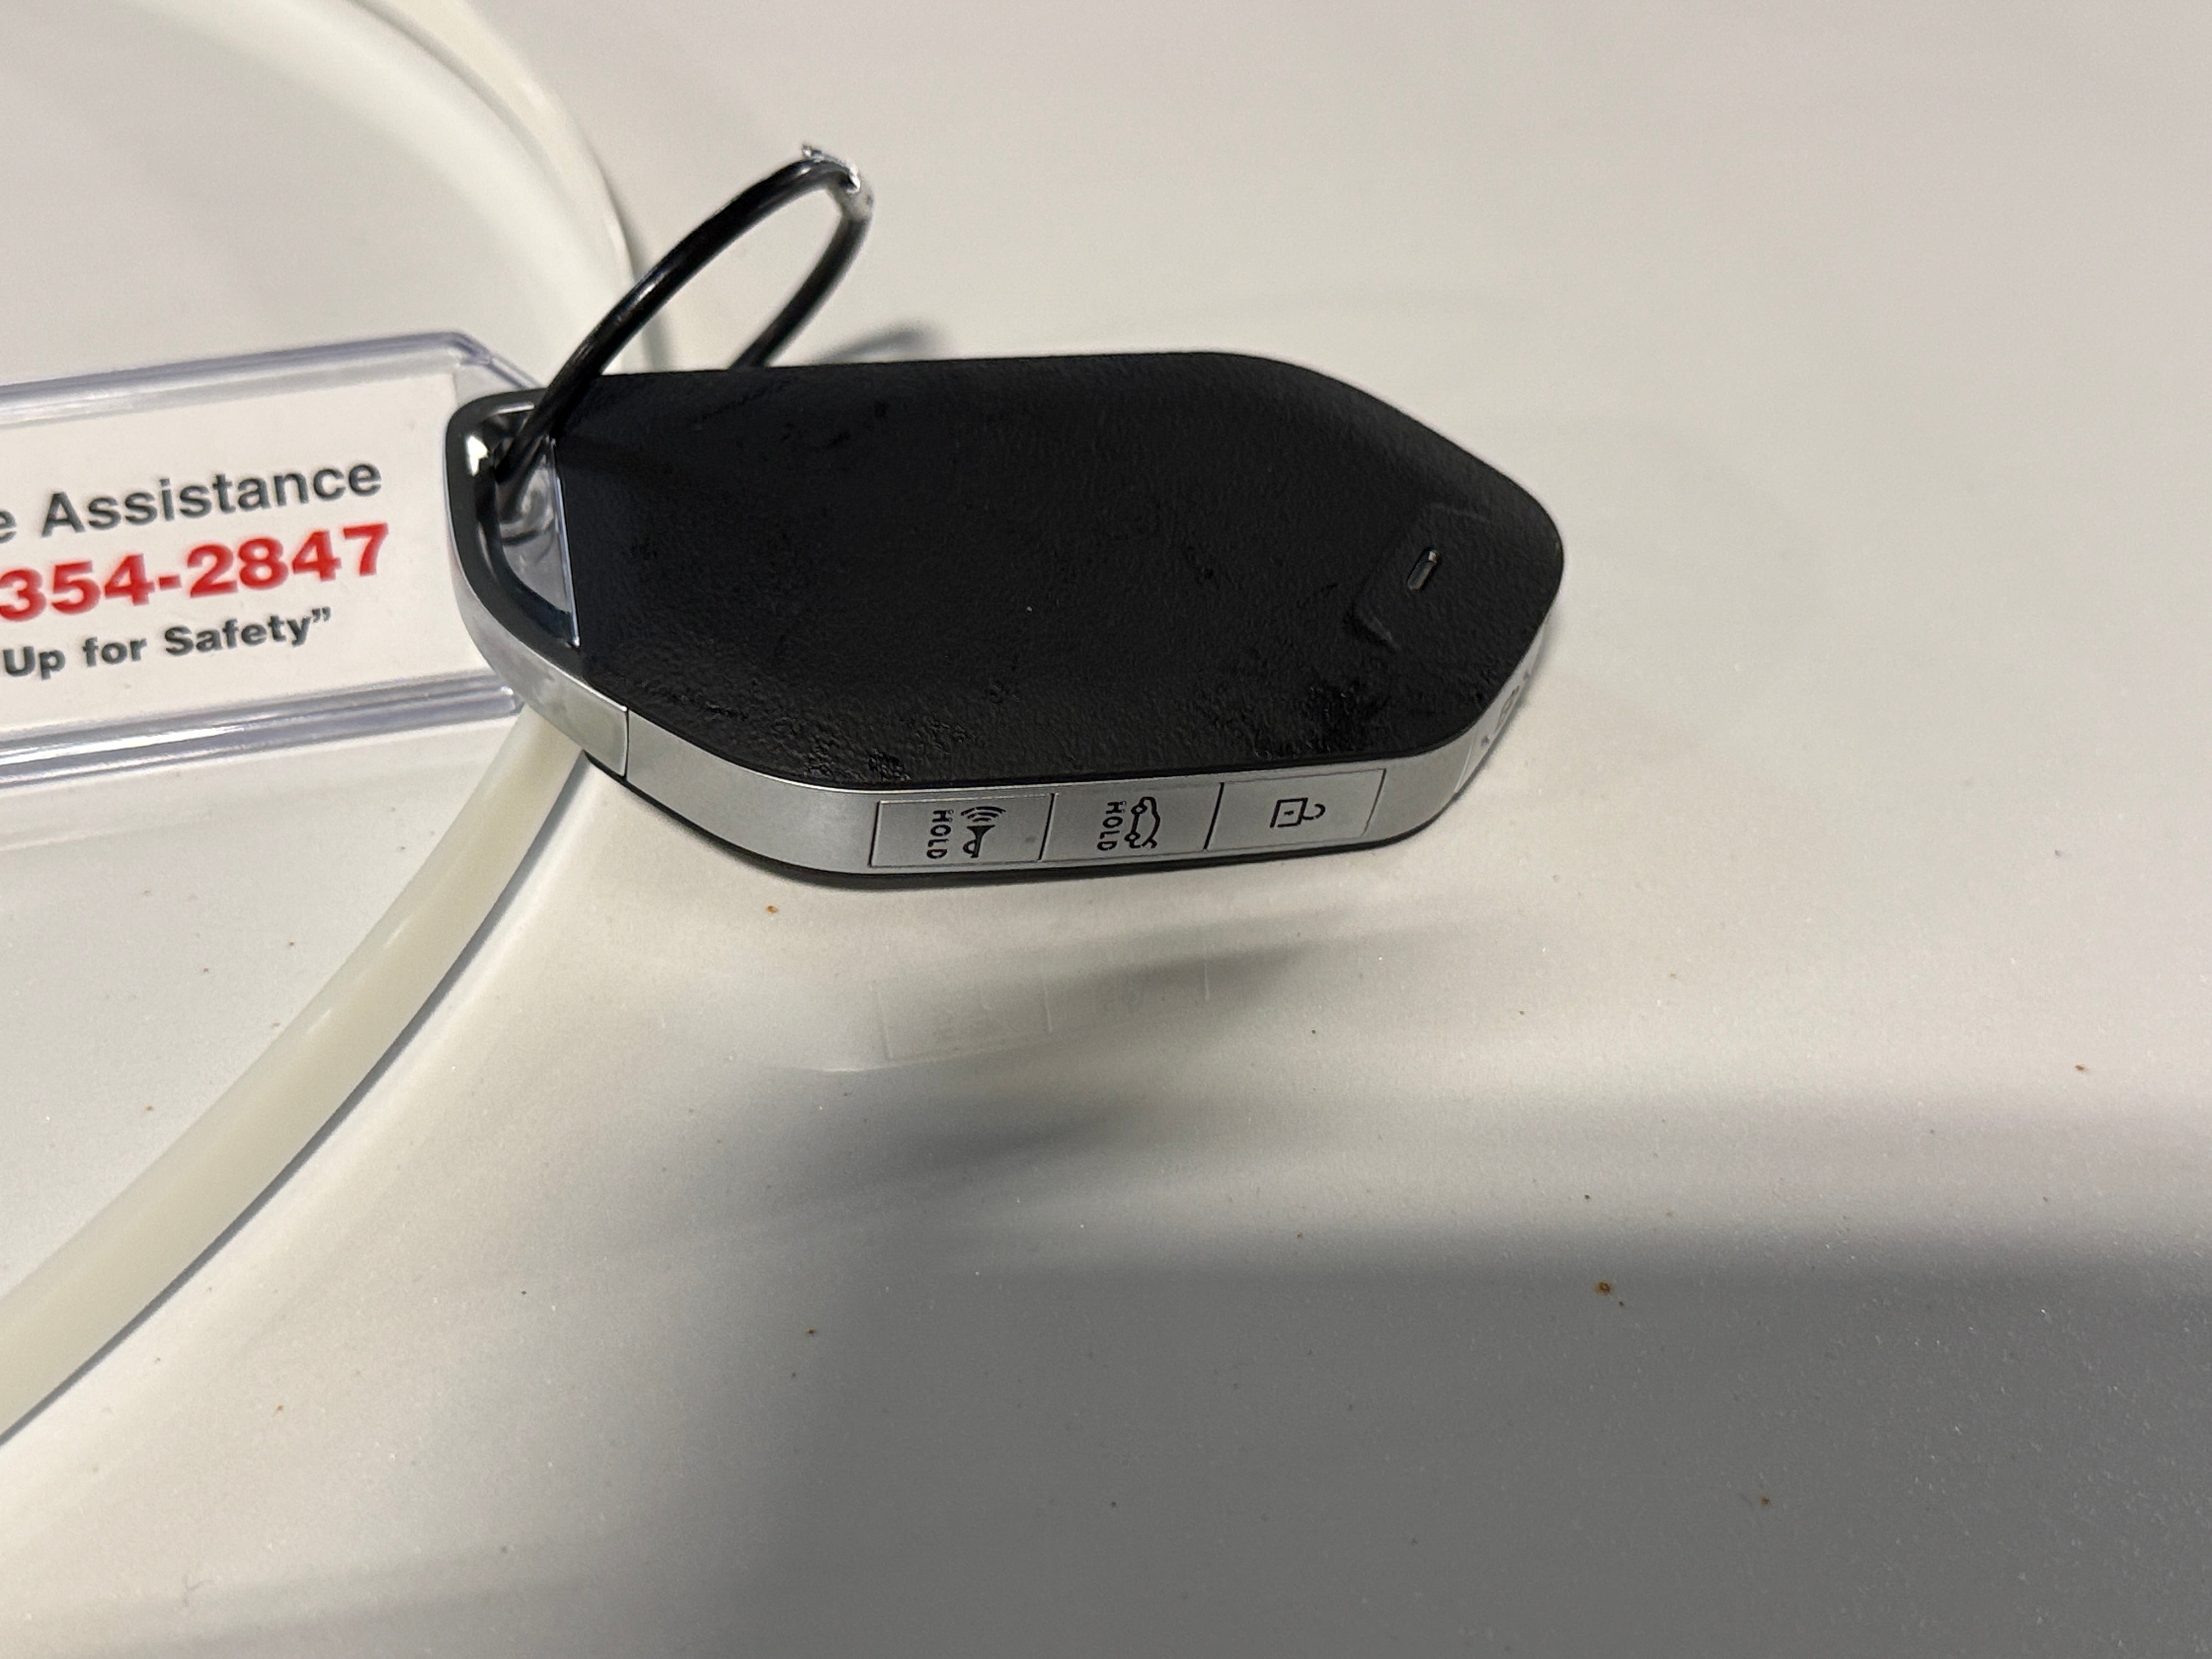 e Assistance
354-2847
Up for Safety”
HOLD
HOLD